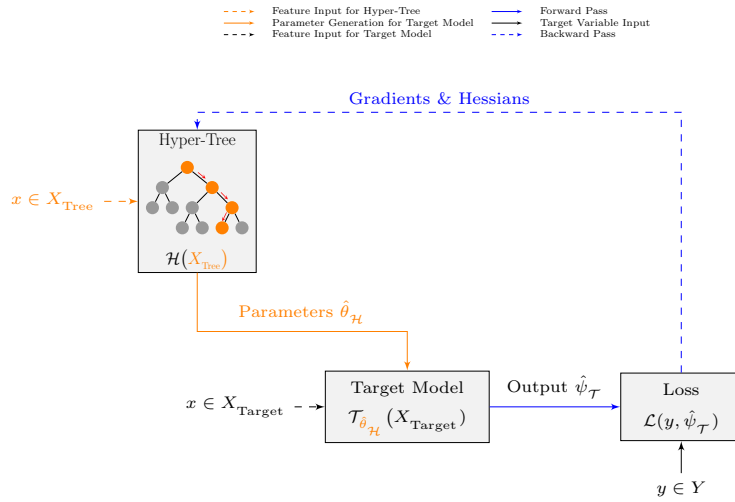 Feature Input for Hyper-Tree
Parameter Generation for Target Model
Feature Input for Target Model
Forward Pass
Target Variable Input
Backward Pass
Gradients & Hessians
Hyper-Tree
x ∈ X_Tree
ℋ(X_Tree)
Parameters θ̂_ℋ
Target Model
Output ψ̂_𝒯
Loss
x ∈ X_Target
𝒯_θ̂_ℋ (X_Target)
ℒ(y, ψ̂_𝒯)
y ∈ Y